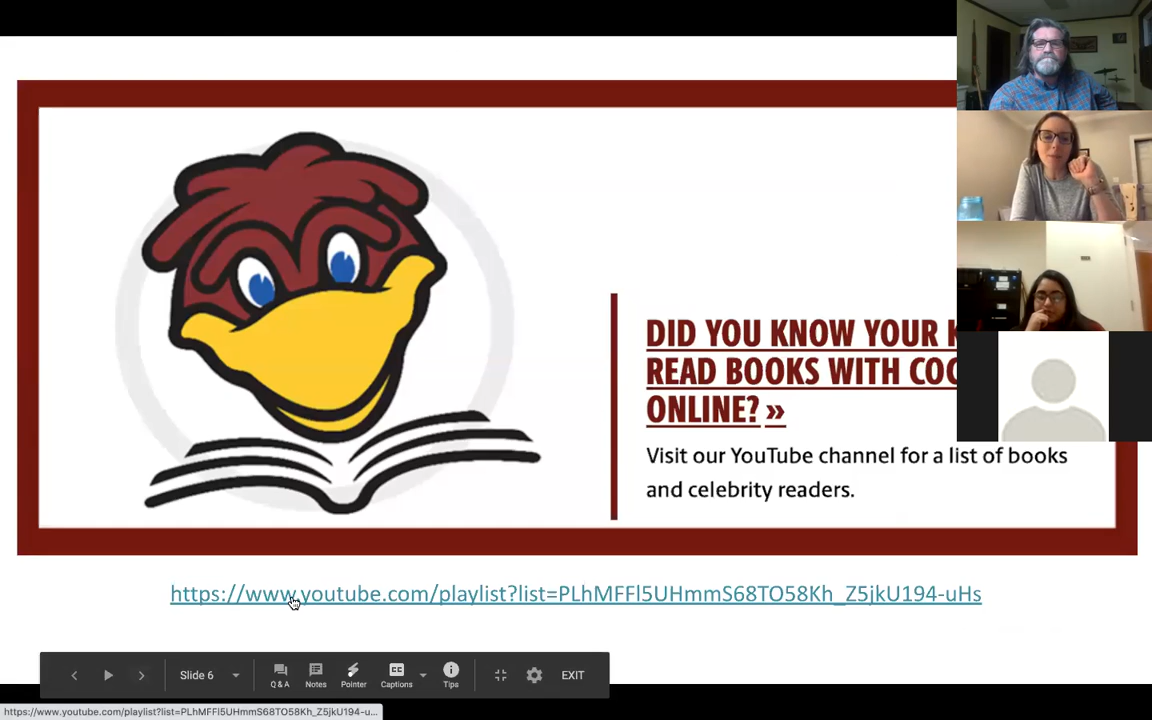 DID YOU KNOW YOUR
READ BOOKS WITH
ONLINE? »
Visit our YouTube channel for a list of books
and celebrity readers.
https://www.youtube.com/playlist?list=PLhMFFl5UHmmS68TO58Kh_Z5jkU194-uHs
Slide 6
Q & A
Notes
Pointer
Captions
Tips
EXIT
https://www.youtube.com/playlist?list=PLhMFFl5UHmmS68TO58Kh_Z5jkU194-u...